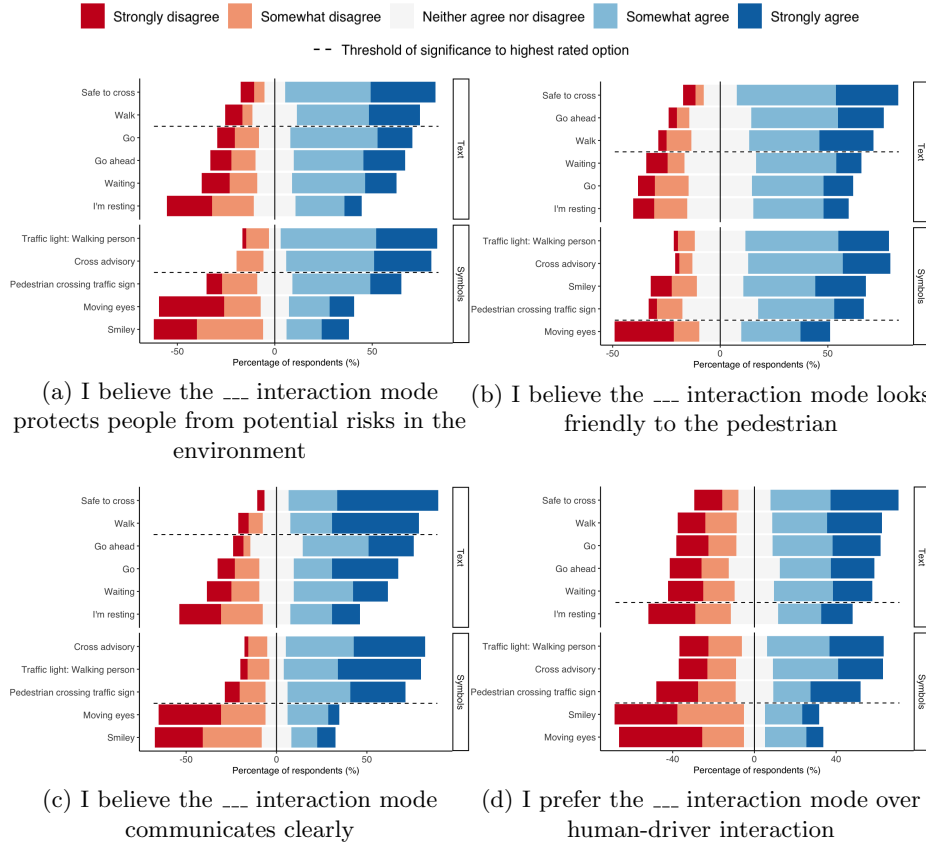 Strongly disagree Somewhat disagree Neither agree nor disagree Somewhat agree Strongly agree
Threshold of significance to highest rated option
Safe to cross
Walk
Go
Go ahead
Waiting
I'm resting
Text
Traffic light: Walking person
Cross advisory
Pedestrian crossing traffic sign
Moving eyes
Smiley
Symbols
-50 0 50
Percentage of respondents (%)
(a) I believe the ___ interaction mode
protects people from potential risks in the
environment
Safe to cross
Go ahead
Walk
Waiting
Go
I'm resting
Text
Traffic light: Walking person
Cross advisory
Smiley
Pedestrian crossing traffic sign
Moving eyes
Symbols
-50 0 50
Percentage of respondents (%)
(b) I believe the ___ interaction mode looks
friendly to the pedestrian
Safe to cross
Walk
Go ahead
Go
Waiting
I'm resting
Text
Cross advisory
Traffic light: Walking person
Pedestrian crossing traffic sign
Moving eyes
Smiley
Symbols
-50 0 50
Percentage of respondents (%)
(c) I believe the ___ interaction mode
communicates clearly
Safe to cross
Walk
Go
Go ahead
Waiting
I'm resting
Text
Traffic light: Walking person
Cross advisory
Pedestrian crossing traffic sign
Smiley
Moving eyes
Symbols
-40 0 40
Percentage of respondents (%)
(d) I prefer the ___ interaction mode over
human-driver interaction